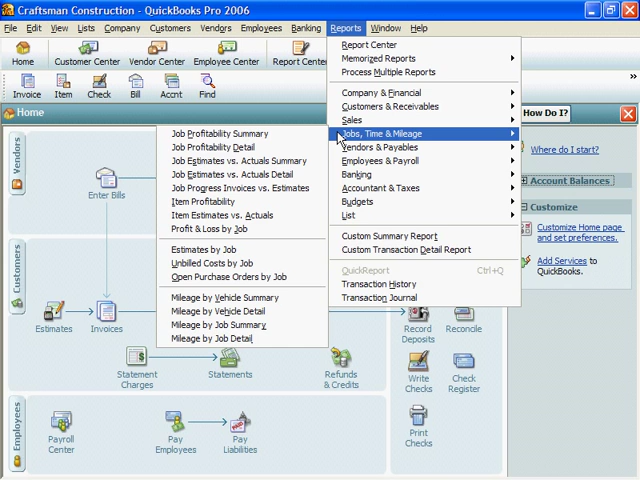 Craftsman Construction - QuickBooks Pro 2006
File Edit View Lists Company Customers Vendors Employees Banking Reports Window Help
Home Customer Center Vendor Center Employee Center Report Center
Invoice Item Check Bill Accnt Find
»
Home
Vendors
Enter Bills
Customers
Estimates
Invoices
Statement Charges
Statements
Refunds & Credits
Employees
Payroll Center
Pay Employees
Pay Liabilities
Record Deposits
Reconcile
Write Checks
Check Register
Print Checks
Report Center
Memorized Reports
Process Multiple Reports
Company & Financial
Customers & Receivables
Sales
Jobs, Time & Mileage
Vendors & Payables
Employees & Payroll
Banking
Accountant & Taxes
Budgets
List
Custom Summary Report
Custom Transaction Detail Report
QuickReport Ctrl+Q
Transaction History
Transaction Journal
Job Profitability Summary
Job Profitability Detail
Job Estimates vs. Actuals Summary
Job Estimates vs. Actuals Detail
Job Progress Invoices vs. Estimates
Item Profitability
Item Estimates vs. Actuals
Profit & Loss by Job
Estimates by Job
Unbilled Costs by Job
Open Purchase Orders by Job
Mileage by Vehicle Summary
Mileage by Vehicle Detail
Mileage by Job Summary
Mileage by Job Detail
How Do I?
Where do I start?
Account Balances
Customize
Customize Home page
and set preferences.
Add Services to
QuickBooks.